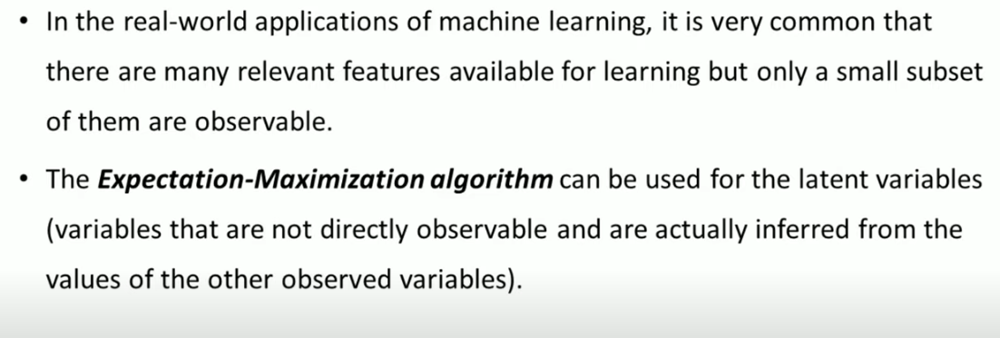 • In the real-world applications of machine learning, it is very common that
there are many relevant features available for learning but only a small subset
of them are observable.
• The Expectation-Maximization algorithm can be used for the latent variables
(variables that are not directly observable and are actually inferred from the
values of the other observed variables).